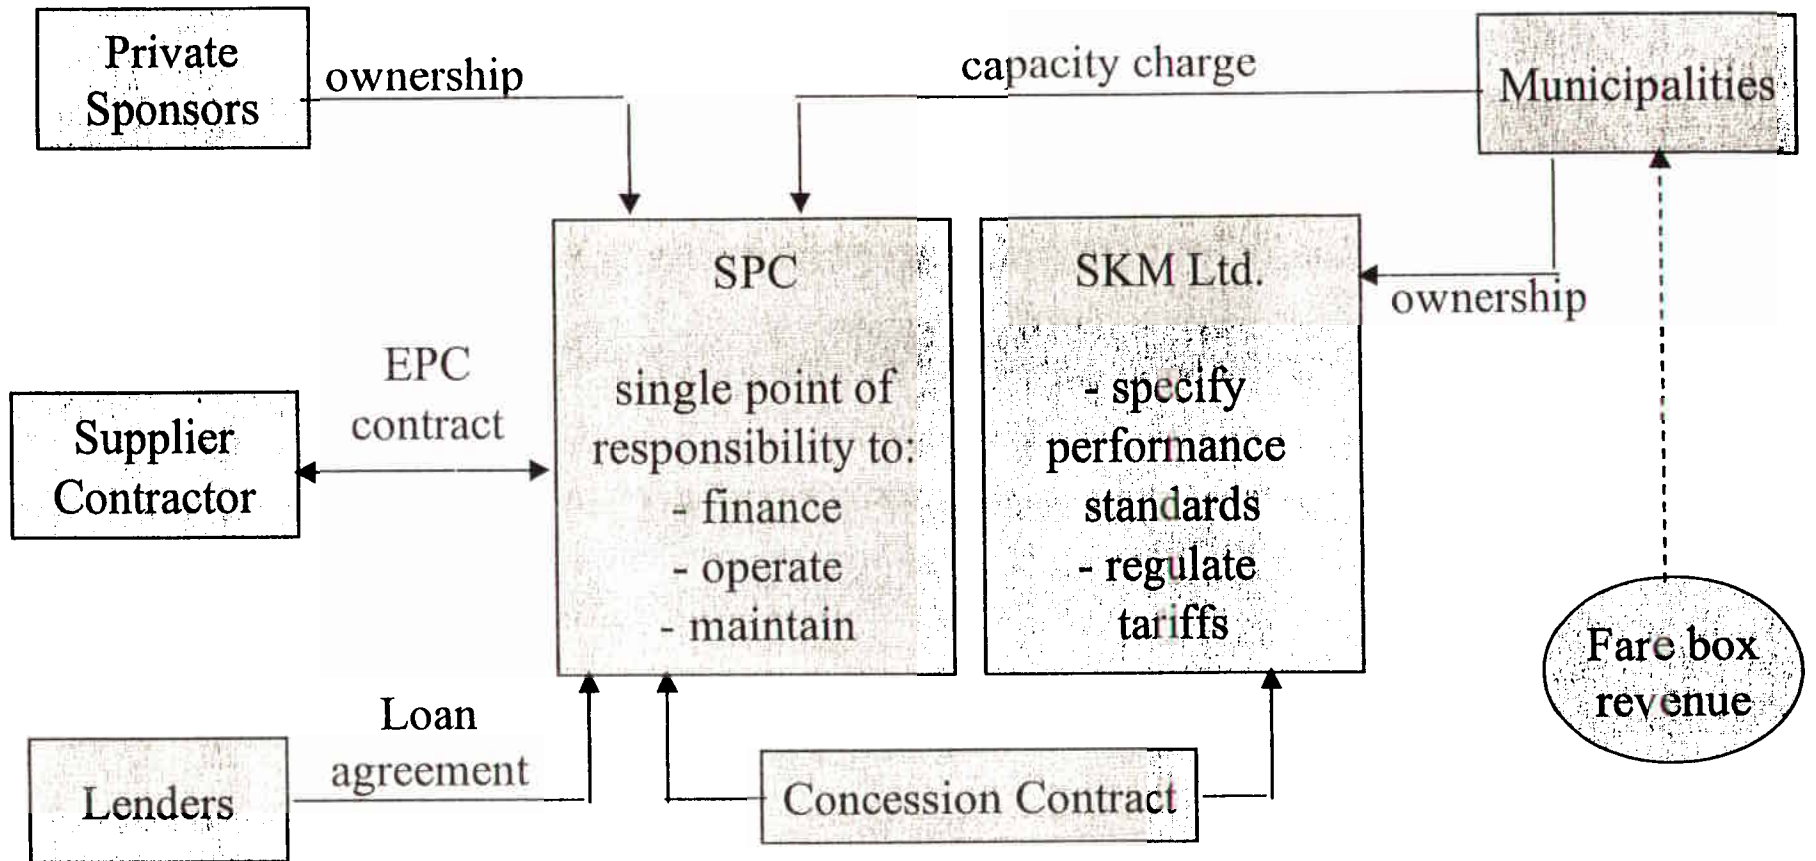 Private
Sponsors
ownership
capacity charge
Municipalities
SPC
single point of
responsibility to:
- finance
- operate
- maintain
SKM Ltd.
- specify
performance
standards
- regulate
tariffs
ownership
EPC
contract
Supplier
Contractor
Fare box
revenue
Loan
agreement
Lenders
Concession Contract